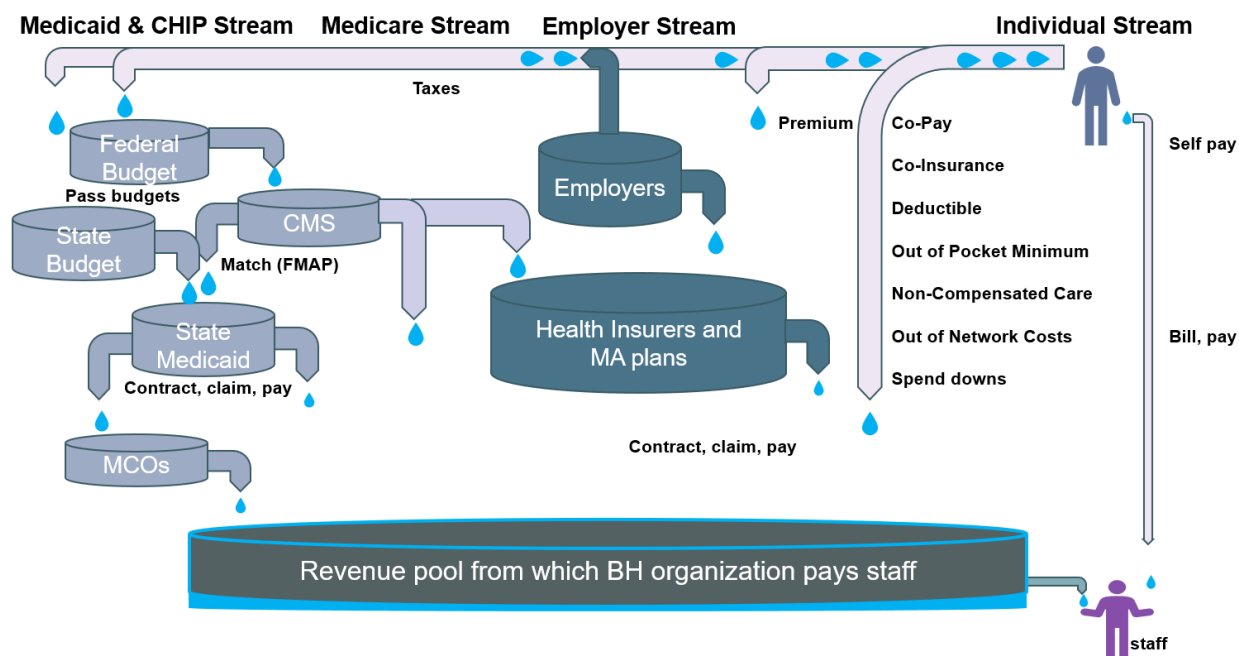 Medicaid & CHIP Stream
Medicare Stream
Employer Stream
Individual Stream
Taxes
Premium
Co-Pay
Co-Insurance
Deductible
Out of Pocket Minimum
Non-Compensated Care
Out of Network Costs
Spend downs
Self pay
Bill, pay
Federal
Budget
Pass budgets
State
Budget
CMS
Match (FMAP)
Employers
State
Medicaid
Contract, claim, pay
Health Insurers and
MA plans
Contract, claim, pay
MCOs
Revenue pool from which BH organization pays staff
staff